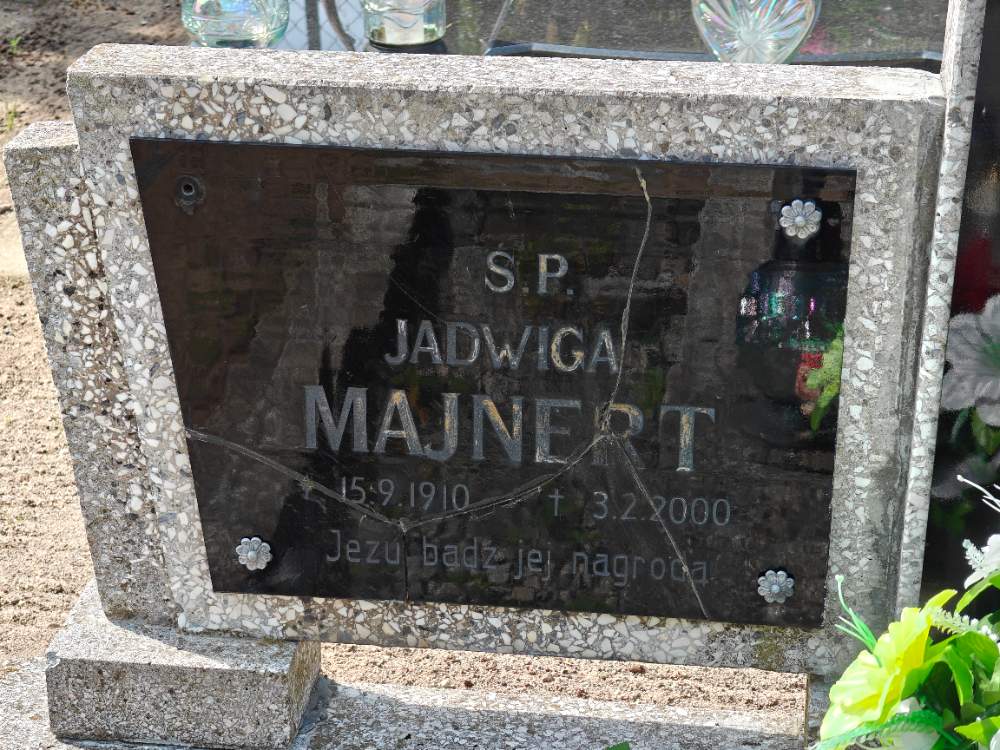 Ś.P.
JADWIGA
MAJNERT
* 15.9.1910 † 3.2.2000
Jezu bądź jej nagrodą